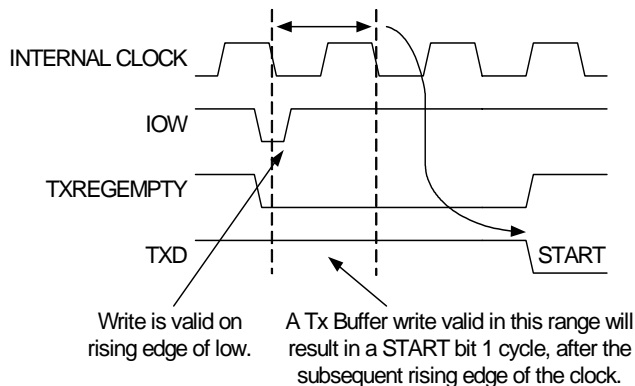 INTERNAL CLOCK
IOW
TXREGEMPTY
TXD
START
Write is valid on
rising edge of low.
A Tx Buffer write valid in this range will
result in a START bit 1 cycle, after the
subsequent rising edge of the clock.